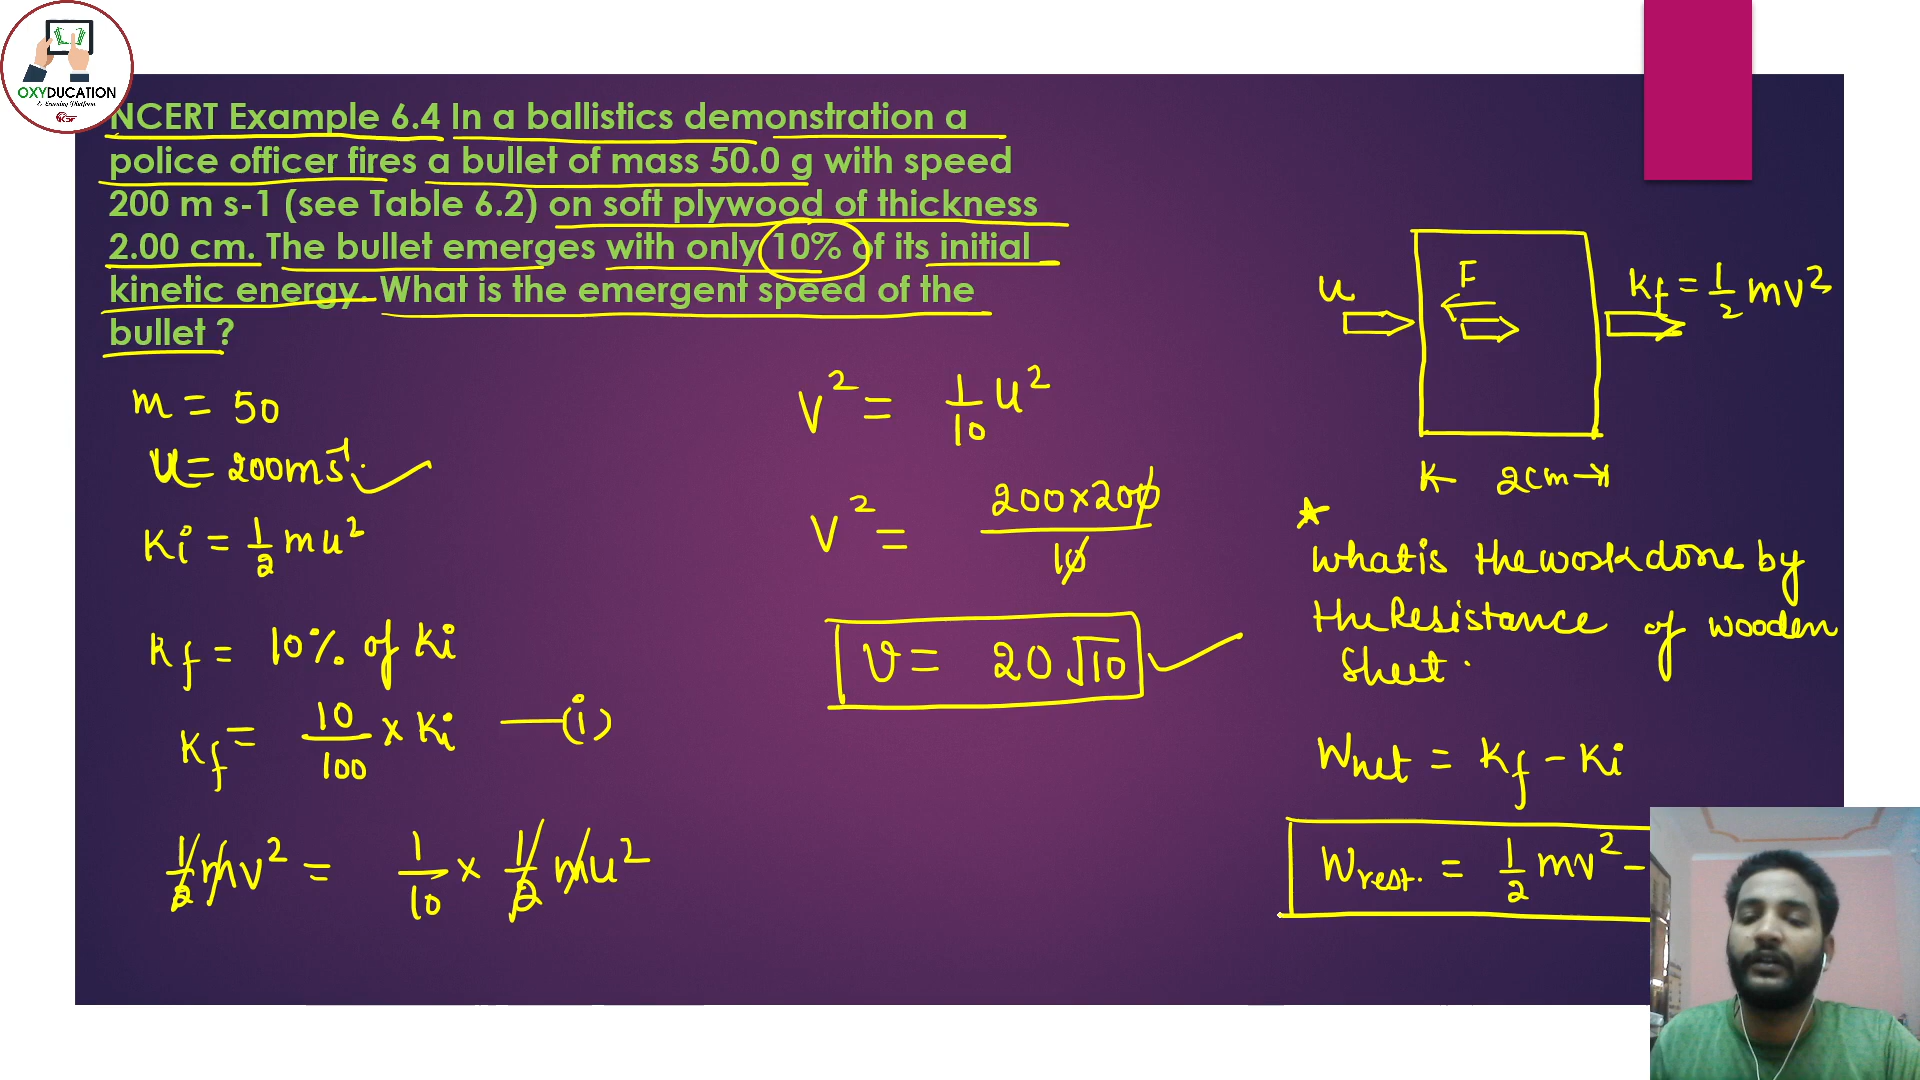 OXYDUCATION
E-Learning Platform
NCERT Example 6.4 In a ballistics demonstration a
police officer fires a bullet of mass 50.0 g with speed
200 m s-1 (see Table 6.2) on soft plywood of thickness
2.00 cm. The bullet emerges with only 10% of its initial
kinetic energy. What is the emergent speed of the
bullet ?
m = 50
u = 200ms⁻¹.
Ki = 1/2 mu²
Kf = 10% of Ki
Kf = 10/100 × Ki —(i)
1/2 mv² = 1/10 × 1/2 mu²
V² = 1/10 u²
V² = 200×200/10
v = 20√10
u
F
Kf = 1/2 mv²
2cm
What is the work done by
the Resistance of wooden
Sheet.
Wnet = Kf - Ki
Wrest. = 1/2 mv² -